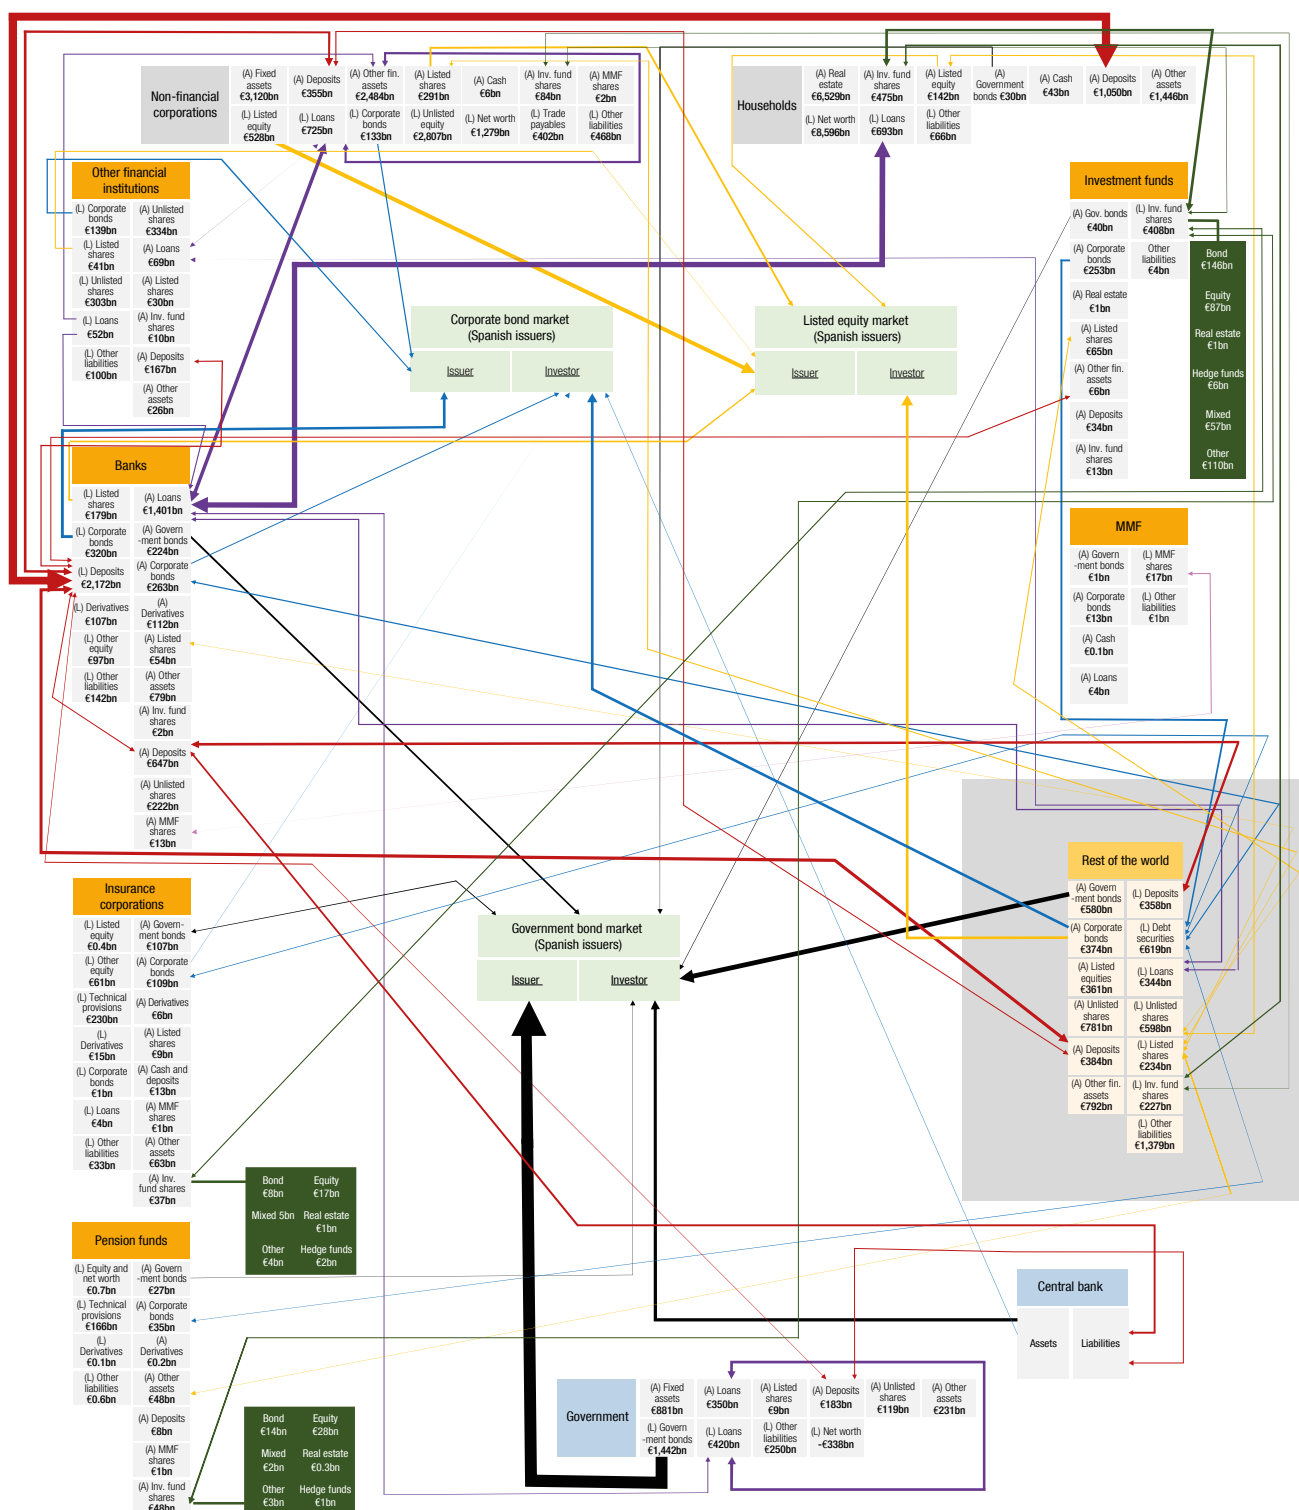 Non-financial
corporations
(A) Fixed
assets
€3,120bn
(A) Deposits
€355bn
(A) Other fin.
assets
€2,484bn
(A) Listed
shares
€291bn
(A) Cash
€6bn
(A) Inv. fund
shares
€84bn
(A) MMF
shares
€2bn
(L) Listed
equity
€528bn
(L) Loans
€725bn
(L) Corporate
bonds
€133bn
(L) Unlisted
equity
€2,807bn
(L) Net worth
€1,279bn
(L) Trade
payables
€402bn
(L) Other
liabilities
€468bn
Households
(A) Real
estate
€6,529bn
(A) Inv. fund
shares
€475bn
(A) Listed
equity
€142bn
(A)
Government
bonds €30bn
(A) Cash
€43bn
(A) Deposits
€1,050bn
(A) Other
assets
€1,446bn
(L) Net worth
€8,596bn
(L) Loans
€693bn
(L) Other
liabilities
€66bn
Other financial
institutions
(L) Corporate
bonds
€139bn
(A) Unlisted
shares
€334bn
(L) Listed
shares
€41bn
(A) Loans
€69bn
(L) Unlisted
shares
€303bn
(A) Listed
shares
€30bn
(L) Loans
€52bn
(A) Inv. fund
shares
€10bn
(L) Other
liabilities
€100bn
(A) Deposits
€167bn
(A) Other
assets
€26bn
Investment funds
(A) Gov. bonds
€40bn
(L) Inv. fund
shares
€408bn
(A) Corporate
bonds
€253bn
Other
liabilities
€4bn
(A) Real estate
€1bn
(A) Listed
shares
€65bn
(A) Other fin.
assets
€6bn
(A) Deposits
€34bn
(A) Inv. fund
shares
€13bn
Bond
€146bn
Equity
€87bn
Real estate
€1bn
Hedge funds
€6bn
Mixed
€57bn
Other
€110bn
Corporate bond market
(Spanish issuers)
Issuer
Investor
Listed equity market
(Spanish issuers)
Issuer
Investor
Banks
(L) Listed
shares
€179bn
(A) Loans
€1,401bn
(L) Corporate
bonds
€320bn
(A) Govern
-ment bonds
€224bn
(L) Deposits
€2,172bn
(A) Corporate
bonds
€263bn
(L) Derivatives
€107bn
(A)
Derivatives
€112bn
(L) Other
equity
€97bn
(A) Listed
shares
€54bn
(L) Other
liabilities
€142bn
(A) Other
assets
€79bn
(A) Inv. fund
shares
€2bn
(A) Deposits
€647bn
(A) Unlisted
shares
€222bn
(A) MMF
shares
€13bn
MMF
(A) Govern
-ment bonds
€1bn
(L) MMF
shares
€17bn
(A) Corporate
bonds
€13bn
(L) Other
liabilities
€1bn
(A) Cash
€0.1bn
(A) Loans
€4bn
Rest of the world
(A) Govern
-ment bonds
€580bn
(L) Deposits
€358bn
(A) Corporate
bonds
€374bn
(L) Debt
securities
€619bn
(A) Listed
equities
€361bn
(L) Loans
€344bn
(A) Unlisted
shares
€781bn
(L) Unlisted
shares
€598bn
(A) Deposits
€384bn
(L) Listed
shares
€234bn
(A) Other fin.
assets
€792bn
(L) Inv. fund
shares
€227bn
(L) Other
liabilities
€1,379bn
Insurance
corporations
(L) Listed
equity
€0.4bn
(A) Govern-
ment bonds
€107bn
(L) Other
equity
€61bn
(A) Corporate
bonds
€109bn
(L) Technical
provisions
€230bn
(A) Derivatives
€6bn
(L)
Derivatives
€15bn
(A) Listed
shares
€9bn
(L) Corporate
bonds
€1bn
(A) Cash and
deposits
€13bn
(L) Loans
€4bn
(A) MMF
shares
€1bn
(L) Other
liabilities
€33bn
(A) Other
assets
€63bn
(A) Inv.
fund shares
€37bn
Bond
€8bn
Equity
€17bn
Mixed 5bn
Real estate
€1bn
Other
€4bn
Hedge funds
€2bn
Government bond market
(Spanish issuers)
Issuer
Investor
Pension funds
(L) Equity and
net worth
€0.7bn
(A) Govern
-ment bonds
€27bn
(L) Technical
provisions
€166bn
(A) Corporate
bonds
€35bn
(L)
Derivatives
€0.1bn
(A)
Derivatives
€0.2bn
(L) Other
liabilities
€0.6bn
(A) Other
assets
€48bn
(A) Deposits
€8bn
(A) MMF
shares
€1bn
(A) Inv. fund
shares
€48bn
Bond
€14bn
Equity
€28bn
Mixed
€2bn
Real estate
€0.3bn
Other
€3bn
Hedge funds
€1bn
Central bank
Assets
Liabilities
Government
(A) Fixed
assets
€881bn
(A) Loans
€350bn
(A) Listed
shares
€9bn
(A) Deposits
€183bn
(A) Unlisted
shares
€119bn
(A) Other
assets
€231bn
(L) Govern
-ment bonds
€1,442bn
(L) Loans
€420bn
(L) Other
liabilities
€250bn
(L) Net worth
-€338bn